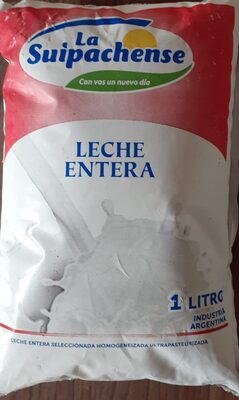 La
Suipachense
Con vos un nuevo día
LECHE
ENTERA
1 LITRO
INDUSTRIA
ARGENTINA
LECHE ENTERA SELECCIONADA HOMOGENEIZADA ULTRAPASTEURIZADA